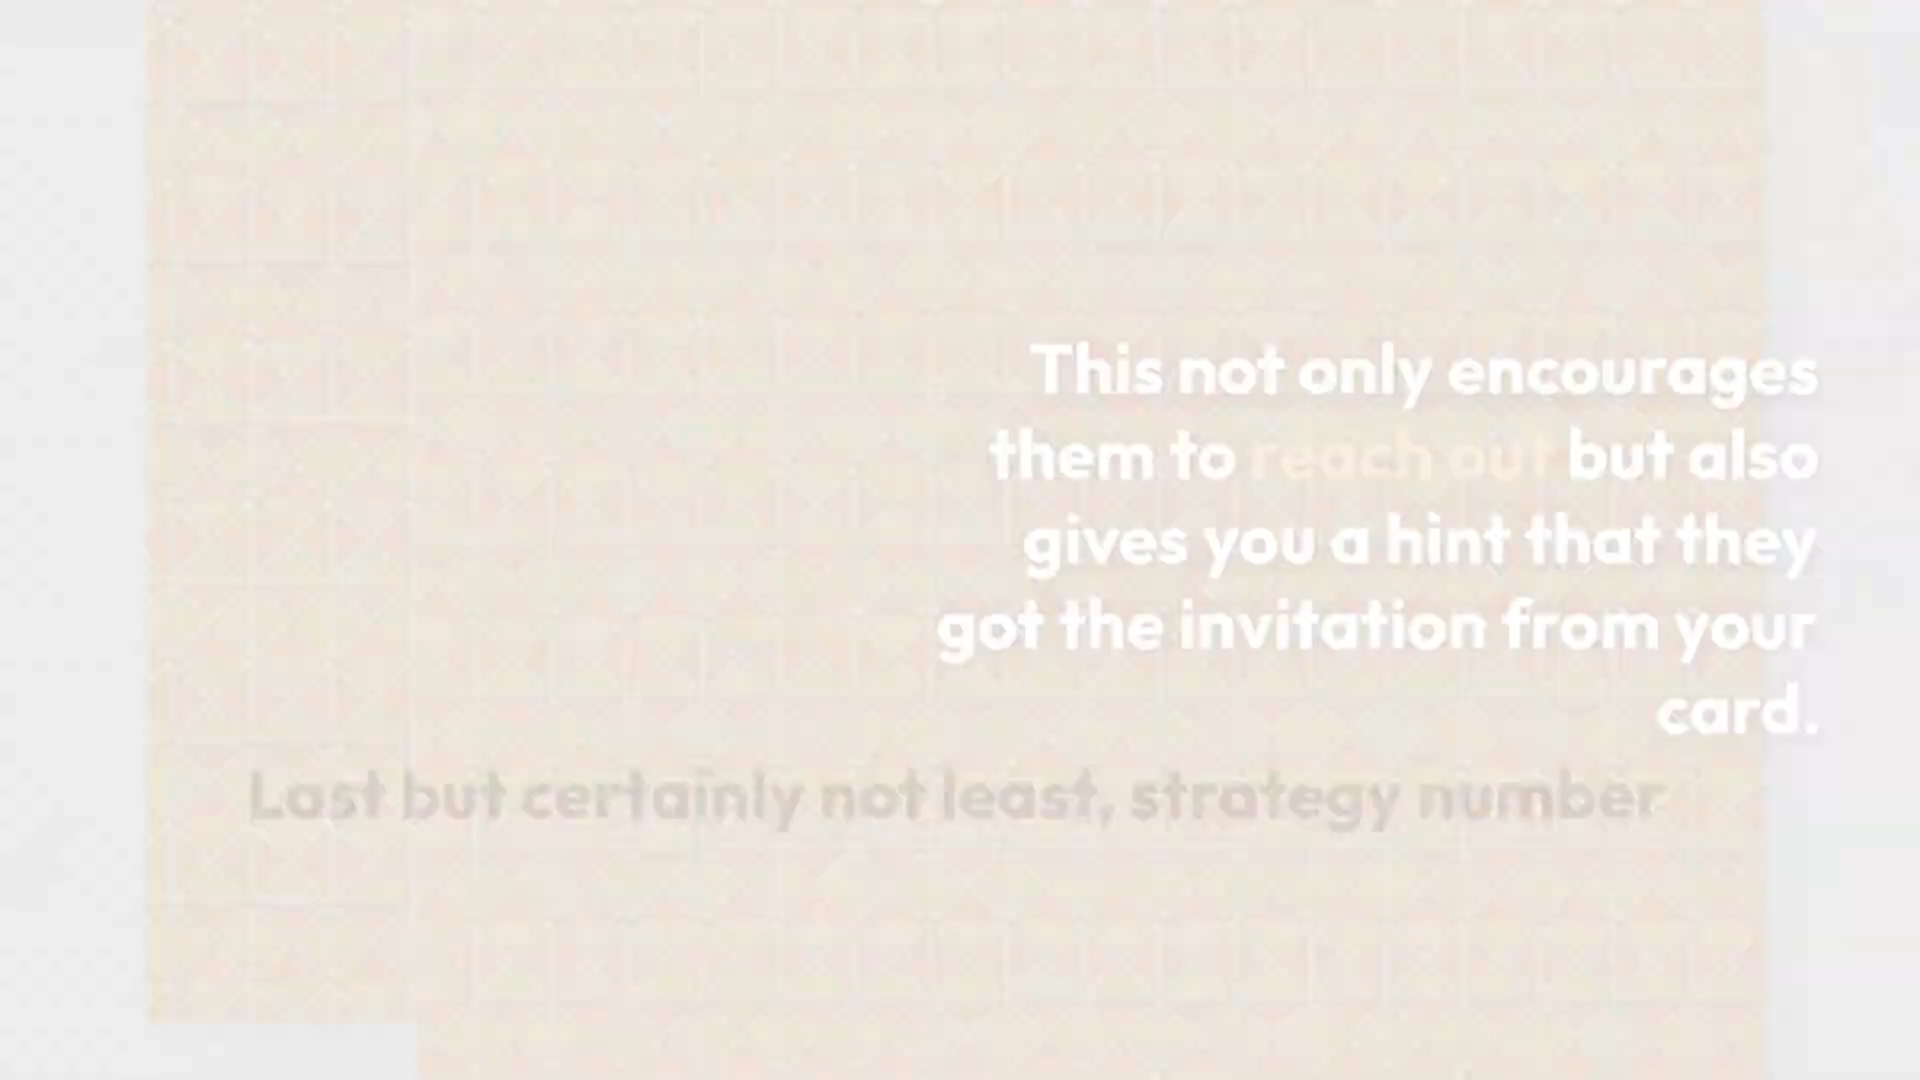 This not only encourages
them to reach out but also
gives you a hint that they
got the invitation from your
card.
Last but certainly not least, strategy number